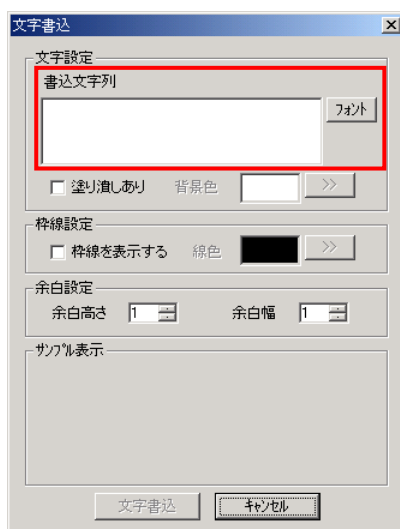 文字書込
文字設定
書込文字列
フォント
塗り潰しあり 背景色 >>
枠線設定
枠線を表示する 線色 >>
余白設定
余白高さ 1 余白幅 1
サンプル表示
文字書込 キャンセル